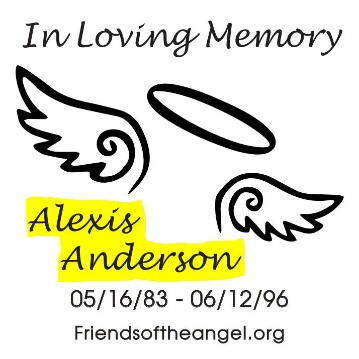 In Loving Memory
Alexis
Anderson
05/16/83 - 06/12/96
Friendsoftheangel.org